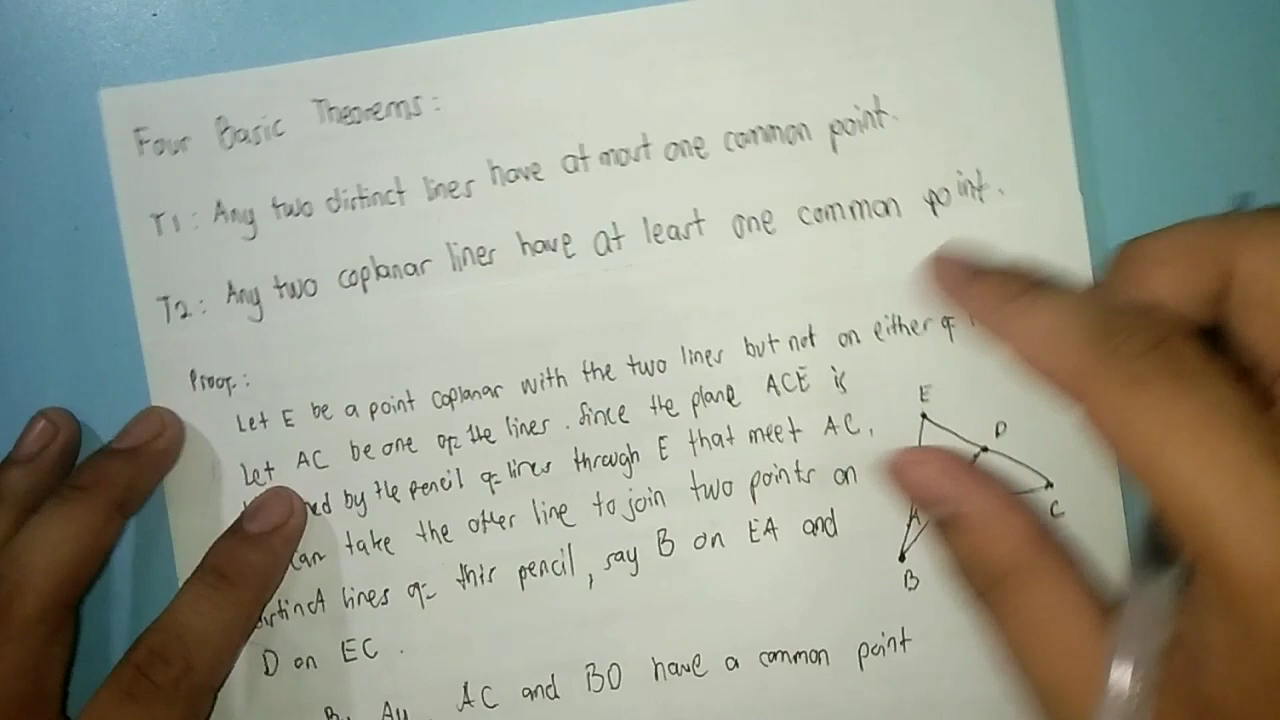 Four Basic Theorems:
T1: Any two distinct lines have at most one common point.
T2: Any two coplanar lines have at least one common point.
Proof:
Let E be a point coplanar with the two lines but not on either of
Let AC be one of the lines. Since the plane ACE is
by the pencil of lines through E that meet AC,
can take the other line to join two points on
lines of this pencil, say B on EA and
D on EC.
AC and BD have a common point
E
D
C
A
B